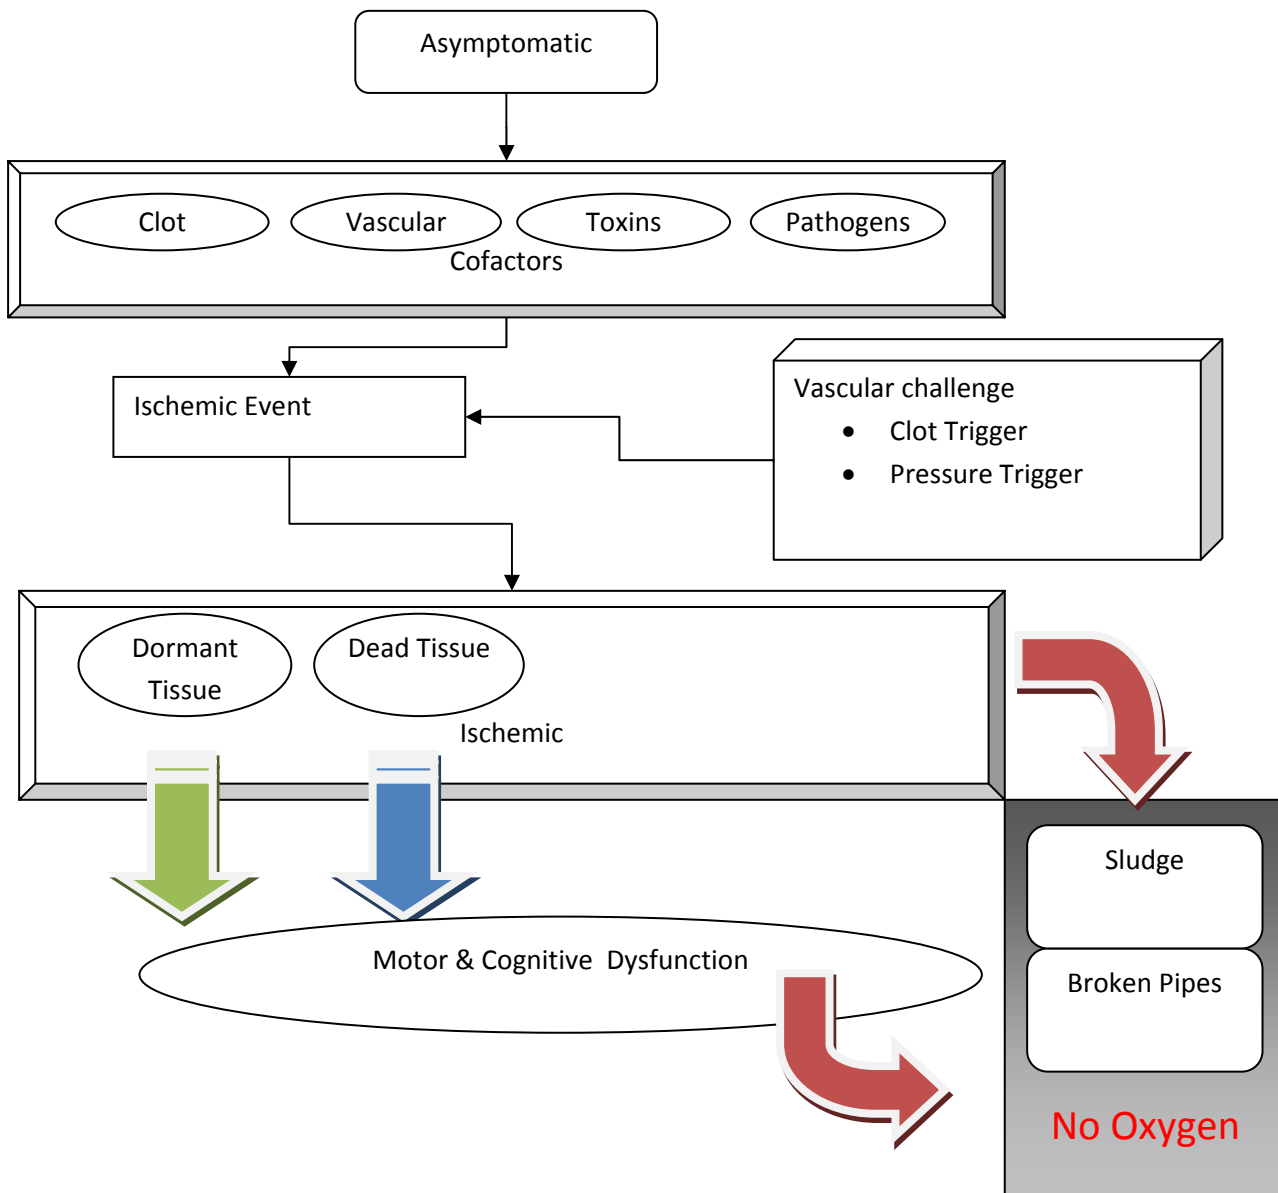 Asymptomatic
Clot
Vascular
Toxins
Pathogens
Cofactors
Ischemic Event
Vascular challenge
• Clot Trigger
• Pressure Trigger
Dormant
Tissue
Dead Tissue
Ischemic
Sludge
Motor & Cognitive  Dysfunction
Broken Pipes
No Oxygen